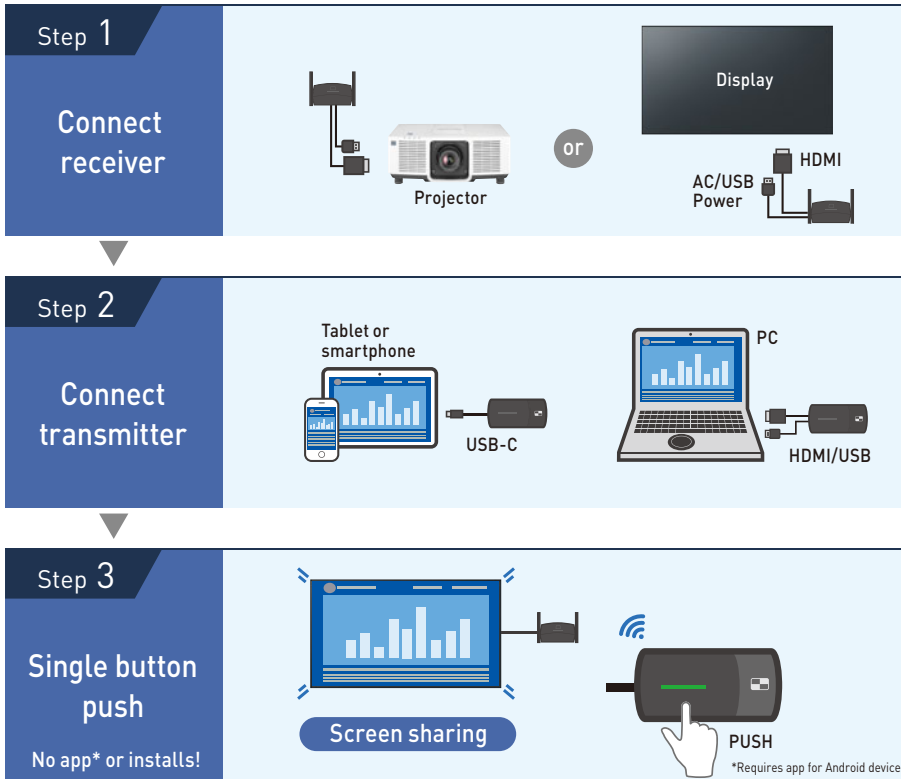 Step 1
Connect
receiver
Projector
or
Display
HDMI
AC/USB
Power
Step 2
Connect
transmitter
Tablet or
smartphone
USB-C
PC
HDMI/USB
Step 3
Single button
push
No app* or installs!
Screen sharing
PUSH
*Requires app for Android device